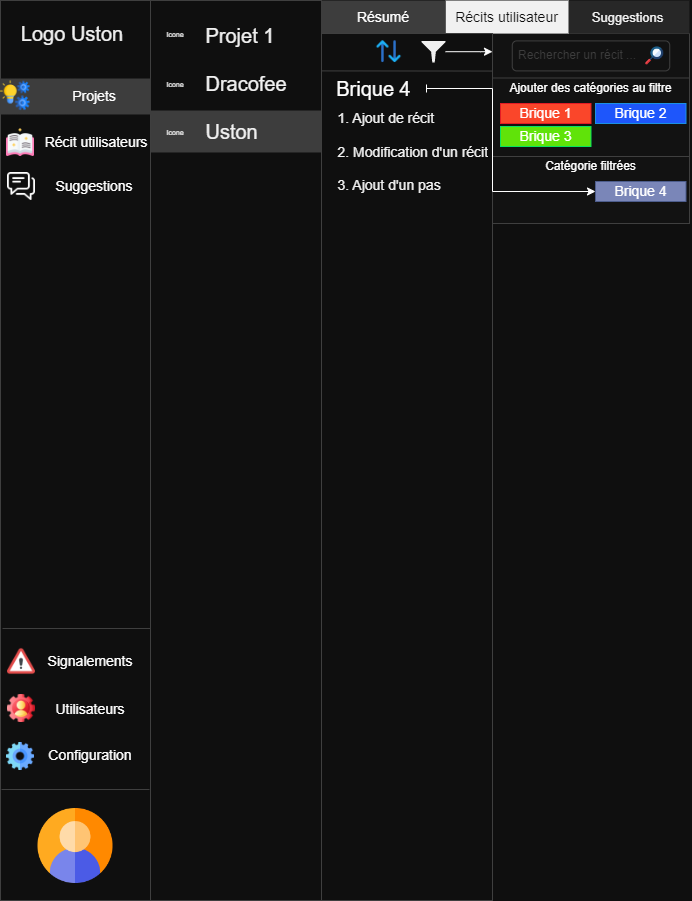 Logo Uston
Projets
Récit utilisateurs
Suggestions
Signalements
Utilisateurs
Configuration
Icone
Projet 1
Icone
Dracofee
Icone
Uston
Résumé
Récits utilisateur
Suggestions
Brique 4
1. Ajout de récit
2. Modification d'un récit
3. Ajout d'un pas
Rechercher un récit ...
Ajouter des catégories au filtre
Brique 1
Brique 2
Brique 3
Catégorie filtrées
Brique 4